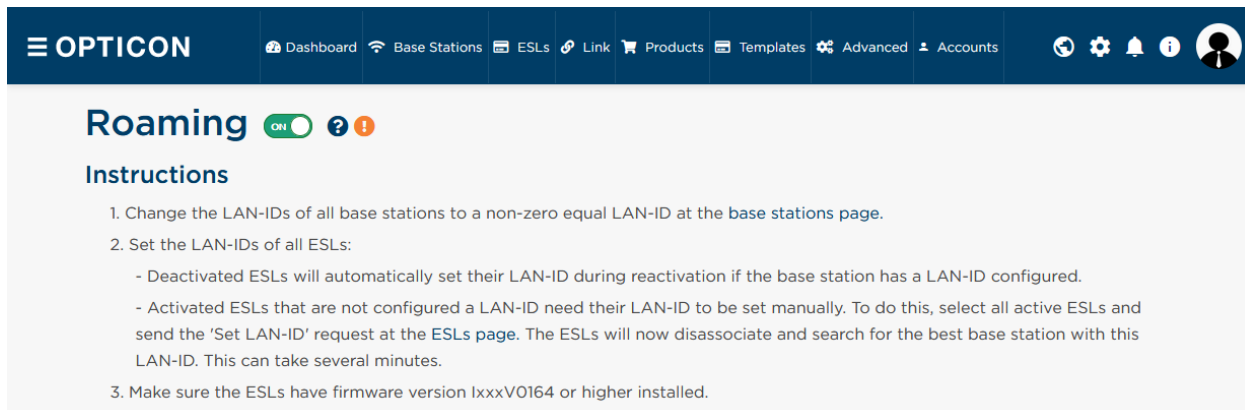 OPTICON Dashboard Base Stations ESLs Link Products Templates Advanced Accounts
Roaming ON
Instructions
1. Change the LAN-IDs of all base stations to a non-zero equal LAN-ID at the base stations page.
2. Set the LAN-IDs of all ESLs:
- Deactivated ESLs will automatically set their LAN-ID during reactivation if the base station has a LAN-ID configured.
- Activated ESLs that are not configured a LAN-ID need their LAN-ID to be set manually. To do this, select all active ESLs and
send the 'Set LAN-ID' request at the ESLs page. The ESLs will now disassociate and search for the best base station with this
LAN-ID. This can take several minutes.
3. Make sure the ESLs have firmware version IxxxV0164 or higher installed.